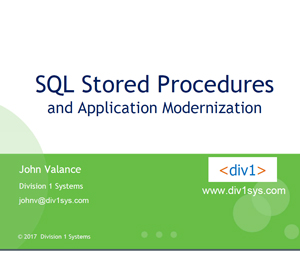 SQL Stored Procedures
and Application Modernization
John Valance
Division 1 Systems
johnv@div1sys.com
<div1>
www.div1sys.com
© 2017 Division 1 Systems